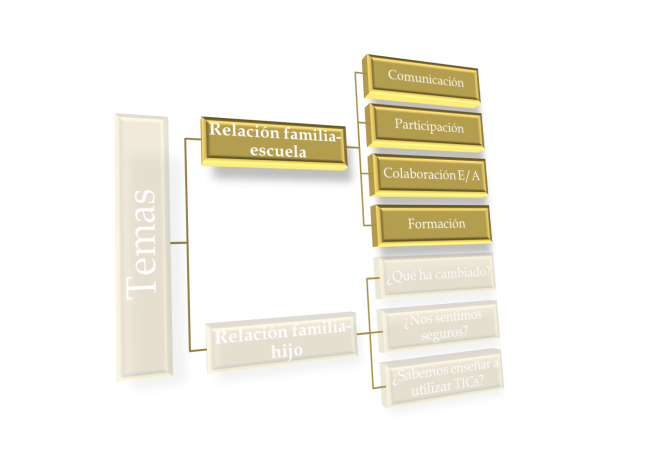 Temas
Relación familia-
escuela
Comunicación
Participación
Colaboración E/A
Formación
Relación familia-
hijo
¿Qué ha cambiado?
¿Nos sentimos
seguros?
¿Sabemos enseñar a
utilizar TICs?